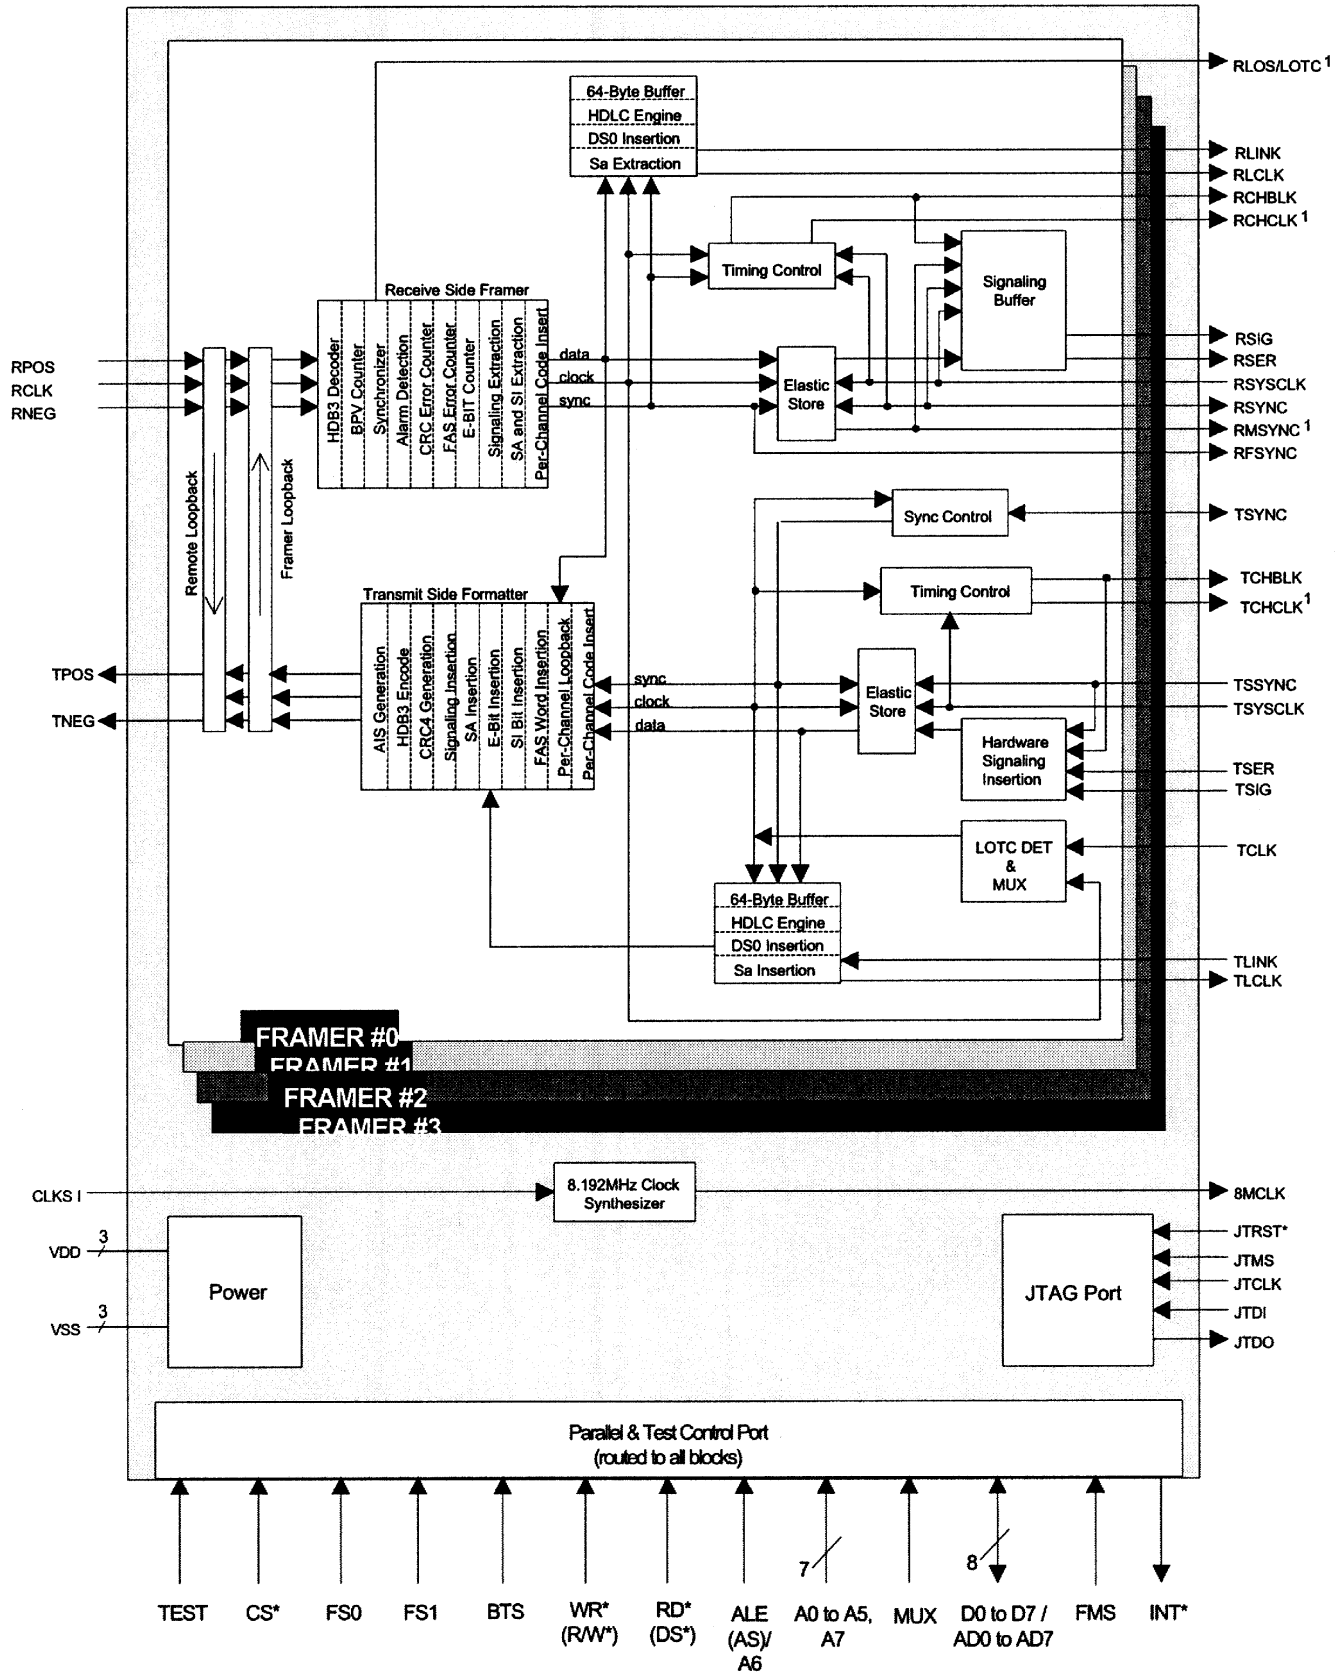 RLOS/LOTC 1
64-Byte Buffer
HDLC Engine
DS0 Insertion
Sa Extraction
RLINK
RLCLK
RCHBLK
RCHCLK 1
Timing Control
Signaling
Buffer
Receive Side Framer
HDB3 Decoder
BPV Counter
Synchronizer
Alarm Detection
CRC Error Counter
FAS Error Counter
E-BIT Counter
Signaling Extraction
SA and SI Extraction
Per-Channel Code Insert
data
clock
sync
Elastic
Store
RPOS
RCLK
RNEG
RSIG
RSER
RSYSCLK
RSYNC
RMSYNC 1
RFSYNC
Remote Loopback
Framer Loopback
Sync Control
TSYNC
Timing Control
TCHBLK
TCHCLK 1
Transmit Side Formatter
AIS Generation
HDB3 Encode
CRC4 Generation
Signaling Insertion
SA Insertion
E-Bit Insertion
SI Bit Insertion
FAS Word Insertion
Per-Channel Loopback
Per-Channel Code Insert
sync
clock
data
Elastic
Store
TPOS
TNEG
TSSYNC
TSYSCLK
Hardware
Signaling
Insertion
TSER
TSIG
LOTC DET
&
MUX
TCLK
64-Byte Buffer
HDLC Engine
DS0 Insertion
Sa Insertion
TLINK
TLCLK
FRAMER #0
FRAMER #1
FRAMER #2
FRAMER #3
CLKS I
8.192MHz Clock
Synthesizer
8MCLK
VDD
3
VSS
3
Power
JTAG Port
JTRST*
JTMS
JTCLK
JTDI
JTDO
Parallel & Test Control Port
(routed to all blocks)
7
8
TEST
CS*
FS0
FS1
BTS
WR*
(R/W*)
RD*
(DS*)
ALE
(AS)/
A6
A0 to A5,
A7
MUX
D0 to D7 /
AD0 to AD7
FMS
INT*